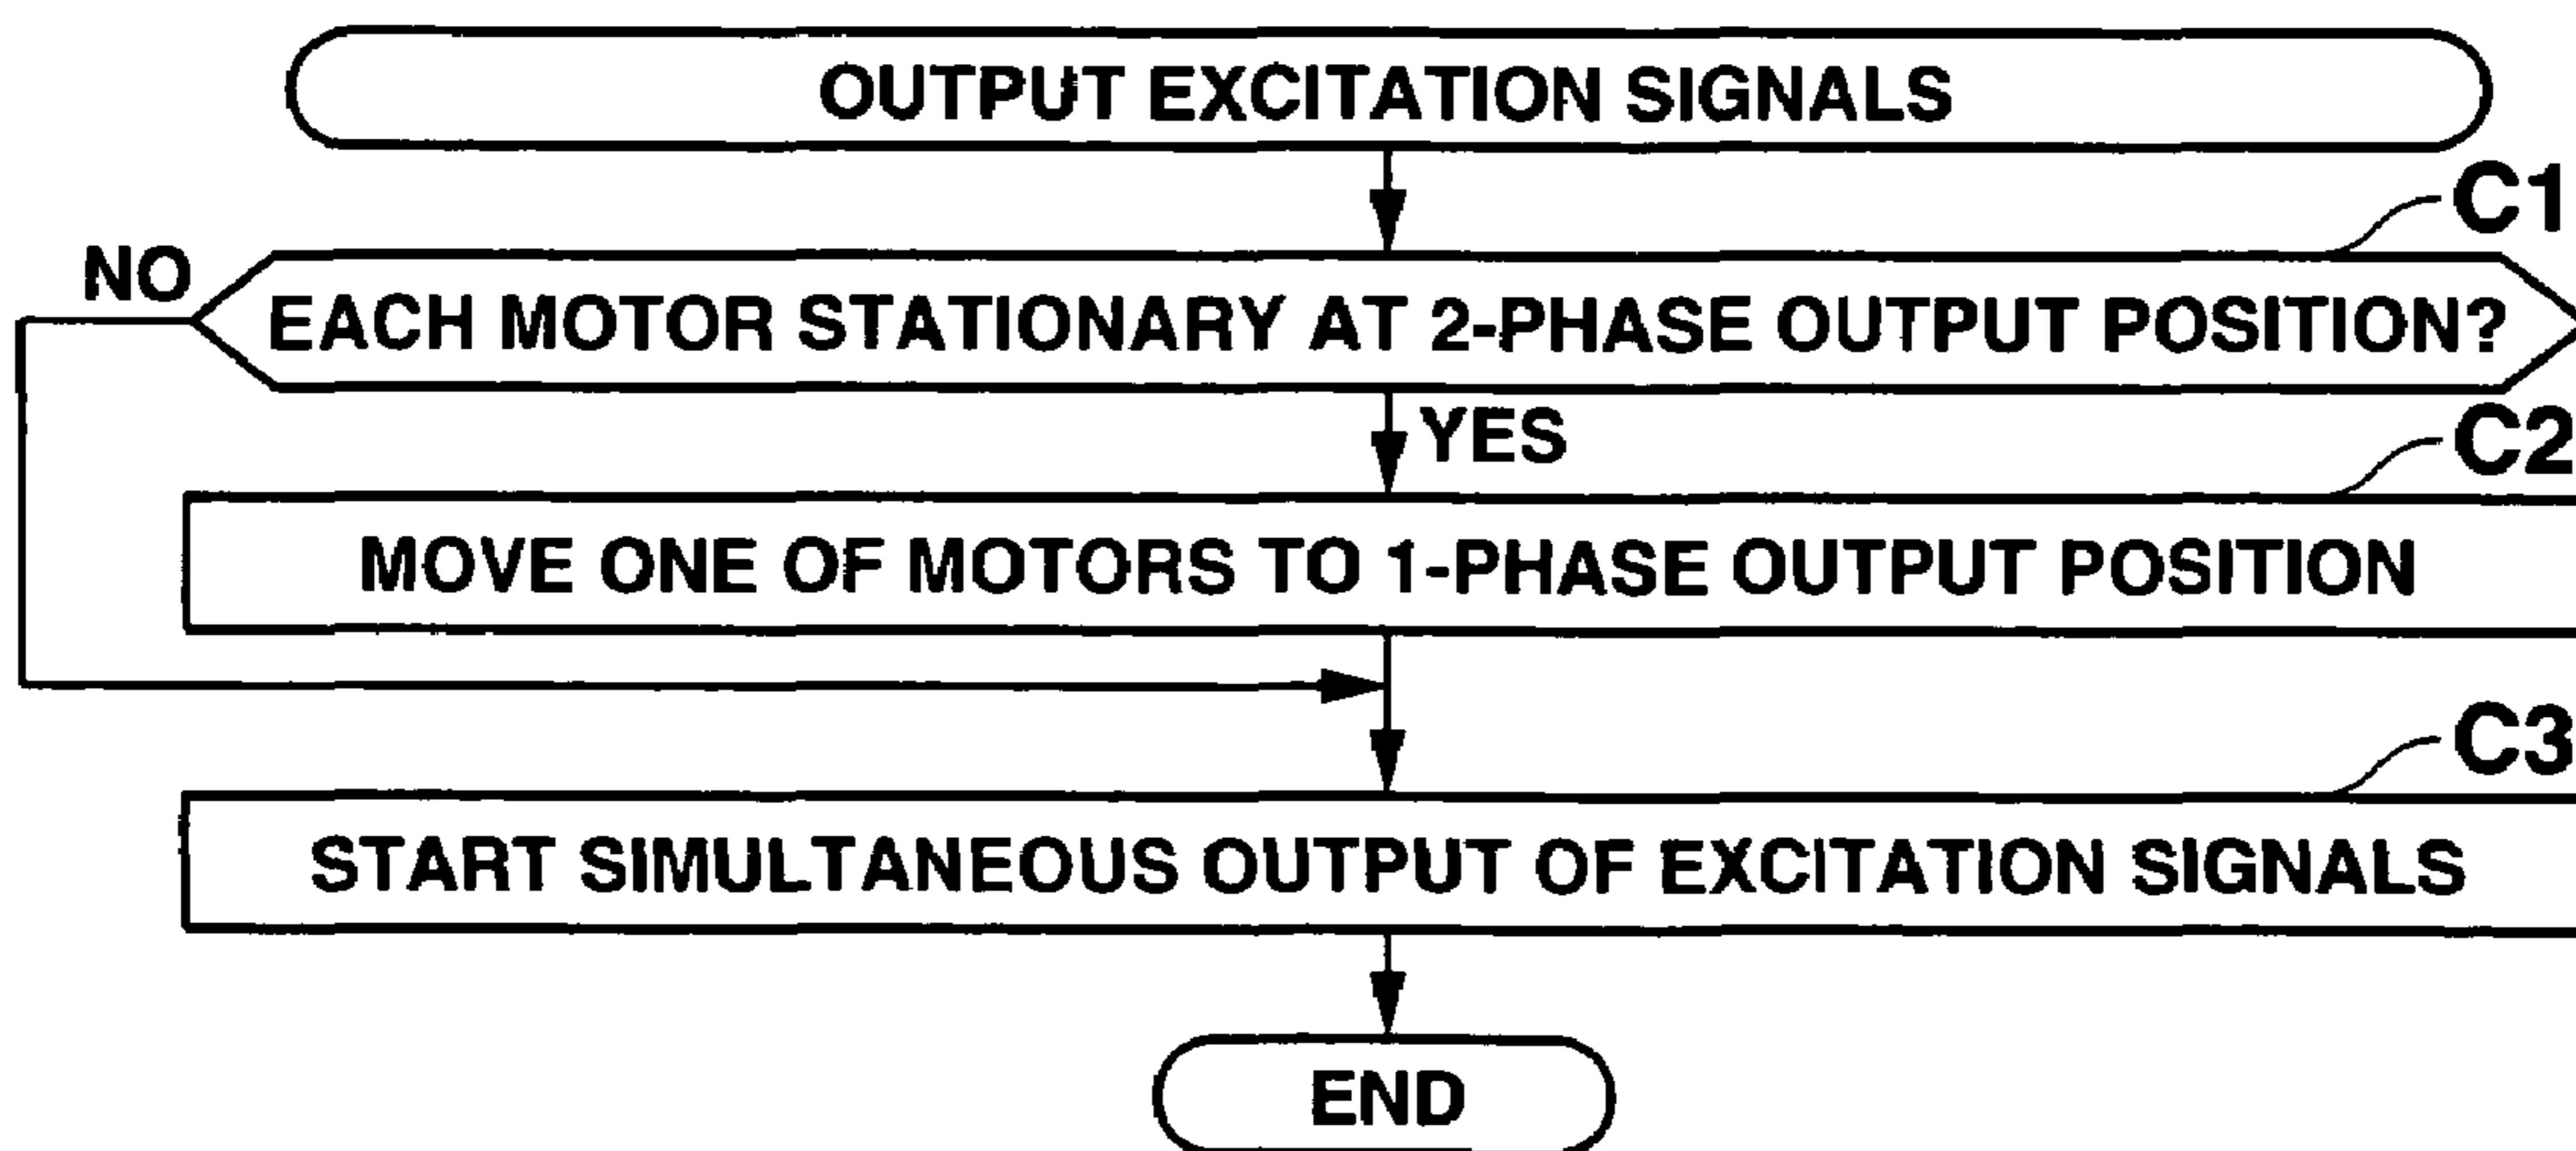 OUTPUT EXCITATION SIGNALS
C1
NO
EACH MOTOR STATIONARY AT 2-PHASE OUTPUT POSITION?
YES
C2
MOVE ONE OF MOTORS TO 1-PHASE OUTPUT POSITION
C3
START SIMULTANEOUS OUTPUT OF EXCITATION SIGNALS
END